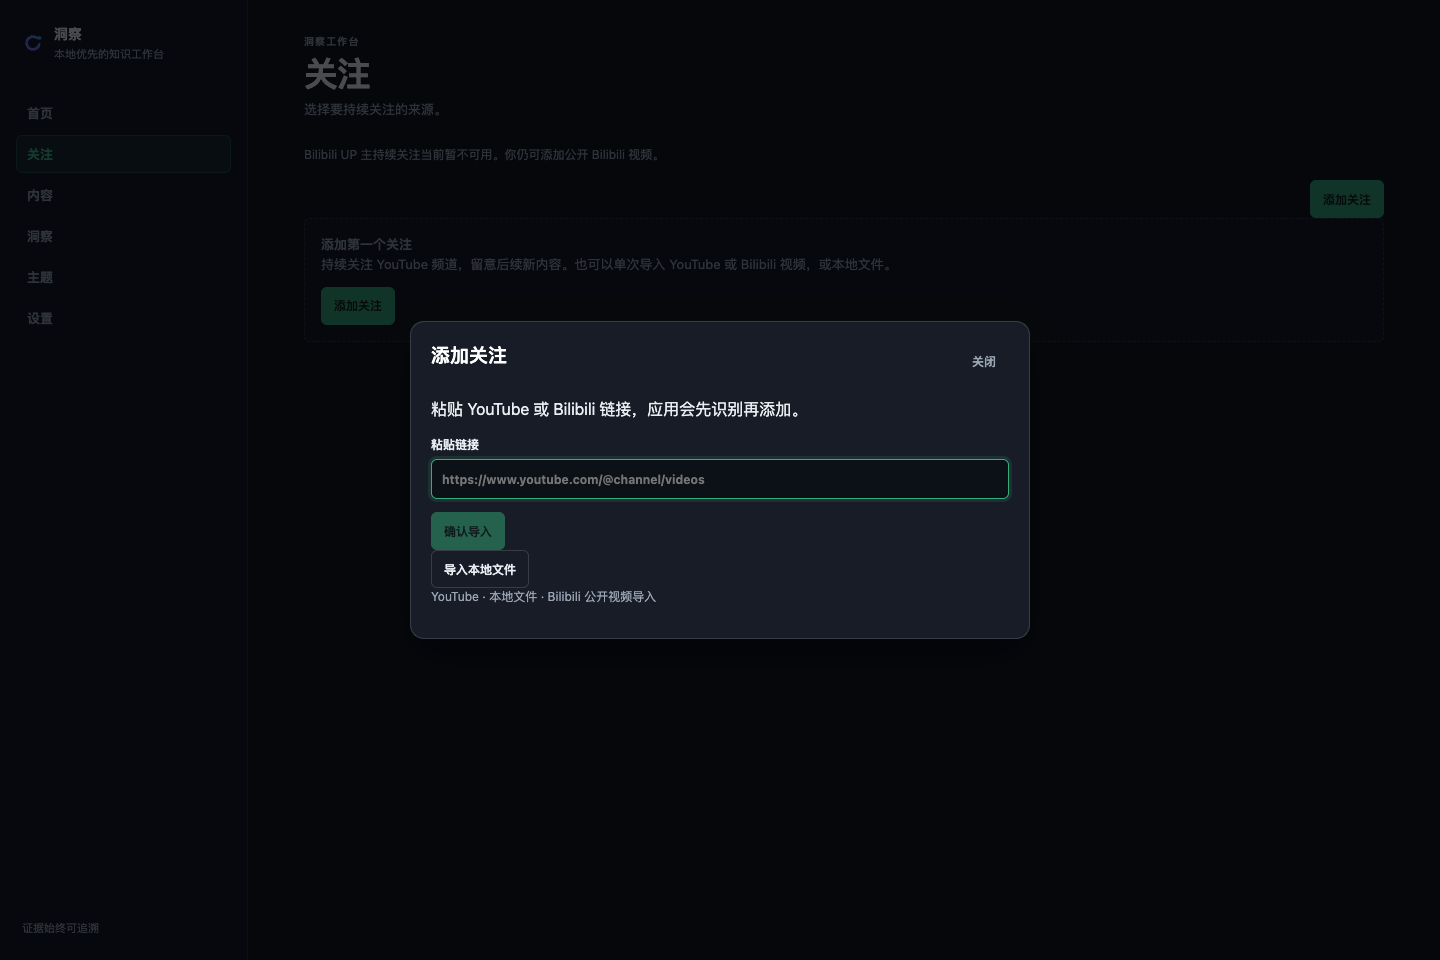 洞察
本地优先的知识工作台
首页
关注
内容
洞察
主题
设置
证据始终可追溯
洞察工作台
关注
选择要持续关注的来源。
Bilibili UP 主持续关注当前暂不可用。你仍可添加公开 Bilibili 视频。
添加关注
添加第一个关注
持续关注 YouTube 频道，留意后续新内容。也可以单次导入 YouTube 或 Bilibili 视频，或本地文件。
添加关注
添加关注
关闭
粘贴 YouTube 或 Bilibili 链接，应用会先识别再添加。
粘贴链接
https://www.youtube.com/@channel/videos
确认导入
导入本地文件
YouTube · 本地文件 · Bilibili 公开视频导入